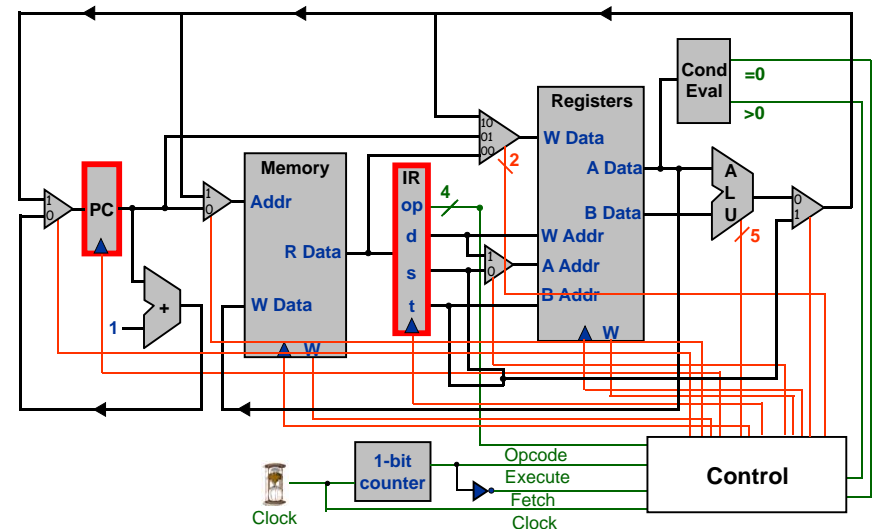 Cond
Eval
=0
>0
Registers
10
01
00
W Data
2
A Data
B Data
W Addr
A Addr
B Addr
W
A
L
U
5
0
1
Memory
Addr
R Data
W Data
W
IR
op
d
s
t
4
1
0
1
0
PC
1
0
+
1
1-bit
counter
Clock
Opcode
Execute
Fetch
Clock
Control